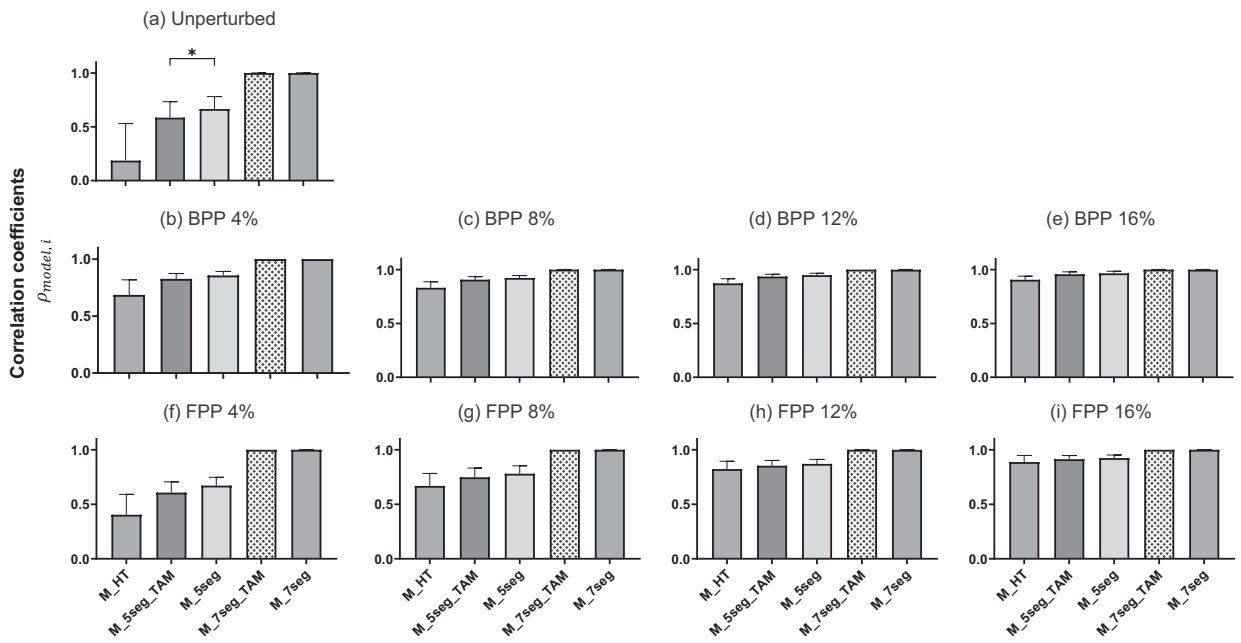 (a) Unperturbed
*
1.0
0.5
0.0
Correlation coefficients
ρmodel,i
(b) BPP 4%
(c) BPP 8%
(d) BPP 12%
(e) BPP 16%
1.0
0.5
0.0
1.0
0.5
0.0
1.0
0.5
0.0
1.0
0.5
0.0
(f) FPP 4%
(g) FPP 8%
(h) FPP 12%
(i) FPP 16%
1.0
0.5
0.0
1.0
0.5
0.0
1.0
0.5
0.0
1.0
0.5
0.0
M_HT
M_5seg_TAM
M_5seg
M_7seg_TAM
M_7seg
M_HT
M_5seg_TAM
M_5seg
M_7seg_TAM
M_7seg
M_HT
M_5seg_TAM
M_5seg
M_7seg_TAM
M_7seg
M_HT
M_5seg_TAM
M_5seg
M_7seg_TAM
M_7seg